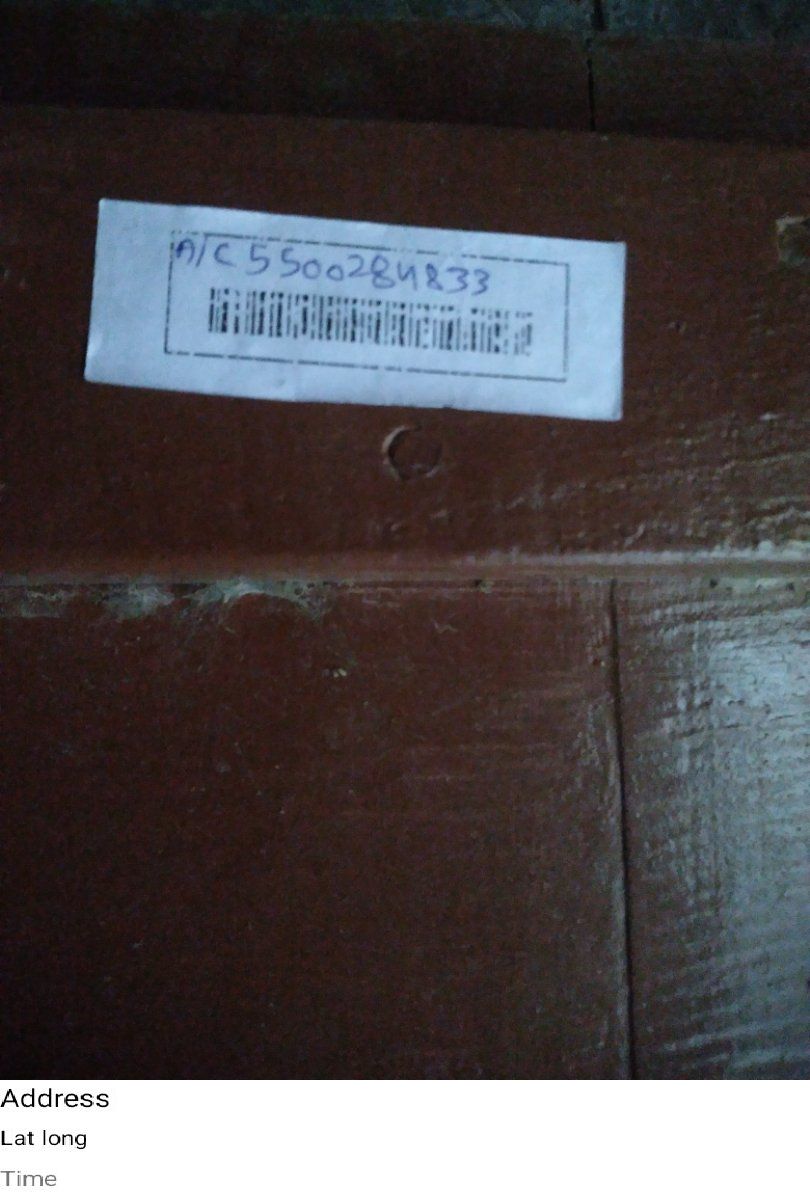 A/C 5500284833
Address
Lat long
Time